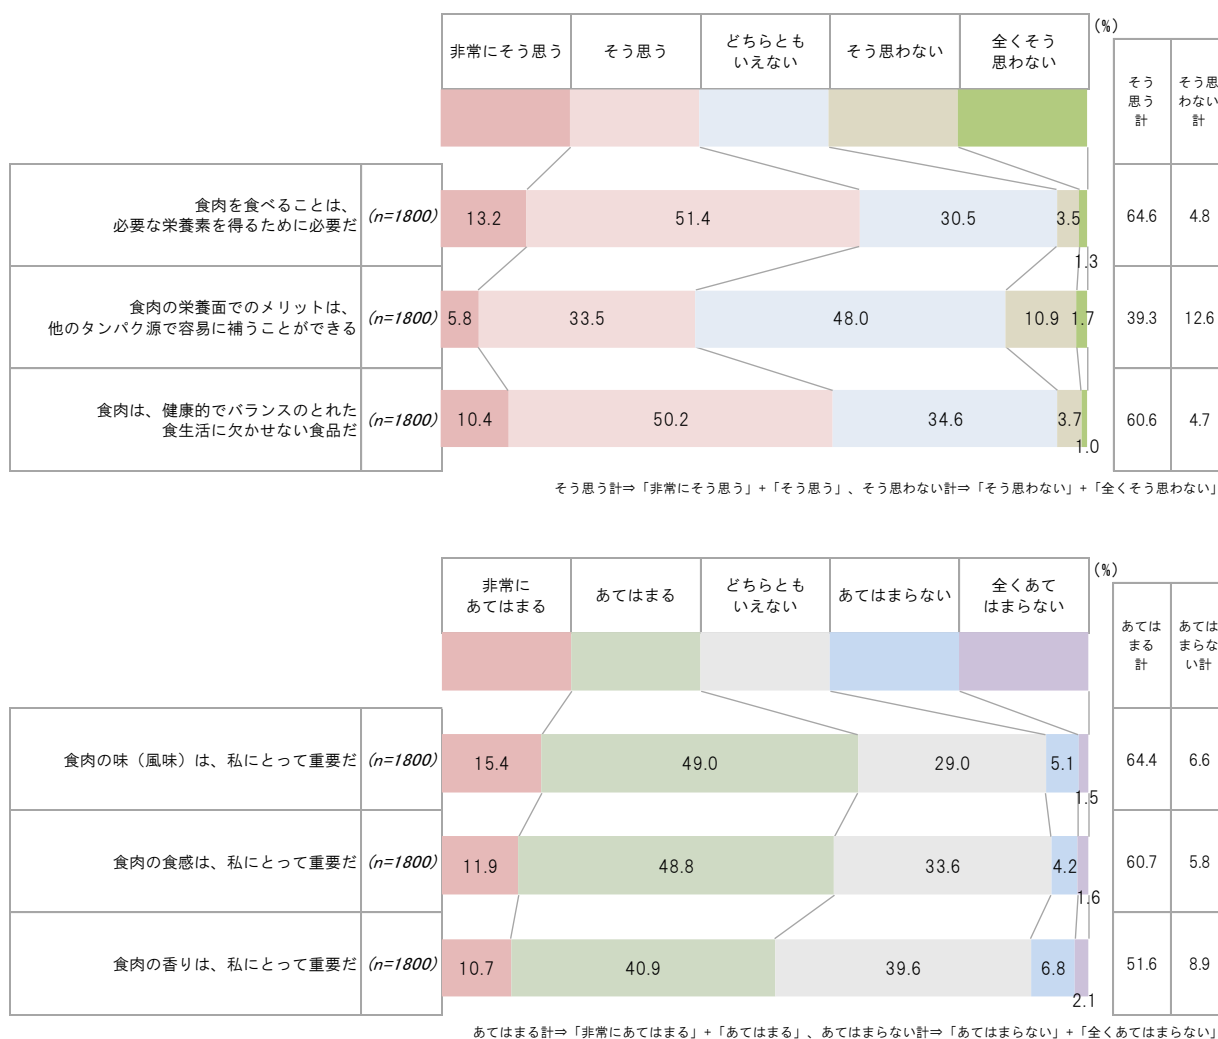 (%)
非常にそう思う
そう思う
どちらとも
いえない
そう思わない
全くそう
思わない
そう
思う
計
そう思
わない
計
食肉を食べることは、
必要な栄養素を得るために必要だ
(n=1800)
13.2
51.4
30.5
3.5
1.3
64.6
4.8
食肉の栄養面でのメリットは、
他のタンパク源で容易に補うことができる
(n=1800)
5.8
33.5
48.0
10.9
1.7
39.3
12.6
食肉は、健康的でバランスのとれた
食生活に欠かせない食品だ
(n=1800)
10.4
50.2
34.6
3.7
1.0
60.6
4.7
そう思う計⇒「非常にそう思う」+「そう思う」、そう思わない計⇒「そう思わない」+「全くそう思わない」
(%)
非常に
あてはまる
あてはまる
どちらとも
いえない
あてはまらない
全くあて
はまらない
あては
まる
計
あては
まらな
い計
食肉の味（風味）は、私にとって重要だ
(n=1800)
15.4
49.0
29.0
5.1
1.5
64.4
6.6
食肉の食感は、私にとって重要だ
(n=1800)
11.9
48.8
33.6
4.2
1.6
60.7
5.8
食肉の香りは、私にとって重要だ
(n=1800)
10.7
40.9
39.6
6.8
2.1
51.6
8.9
あてはまる計⇒「非常にあてはまる」+「あてはまる」、あてはまらない計⇒「あてはまらない」+「全くあてはまらない」